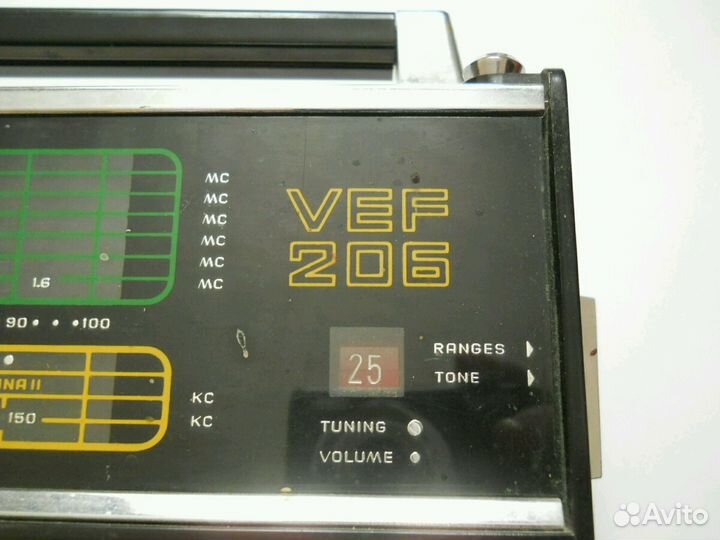 MC
MC
MC
MC
MC
1.6 MC
VEF
206
90 100
RANGES
25
TONE
KC
150 KC
TUNING
VOLUME
Avito